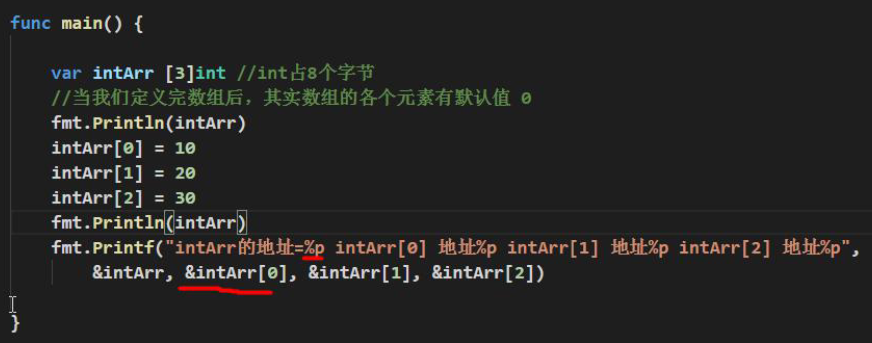 func main() {
var intArr [3]int //int占8个字节
//当我们定义完数组后，其实数组的各个元素有默认值 0
fmt.Println(intArr)
intArr[0] = 10
intArr[1] = 20
intArr[2] = 30
fmt.Println(intArr)
fmt.Printf("intArr的地址=%p intArr[0] 地址%p intArr[1] 地址%p intArr[2] 地址%p",
&intArr, &intArr[0], &intArr[1], &intArr[2])
}